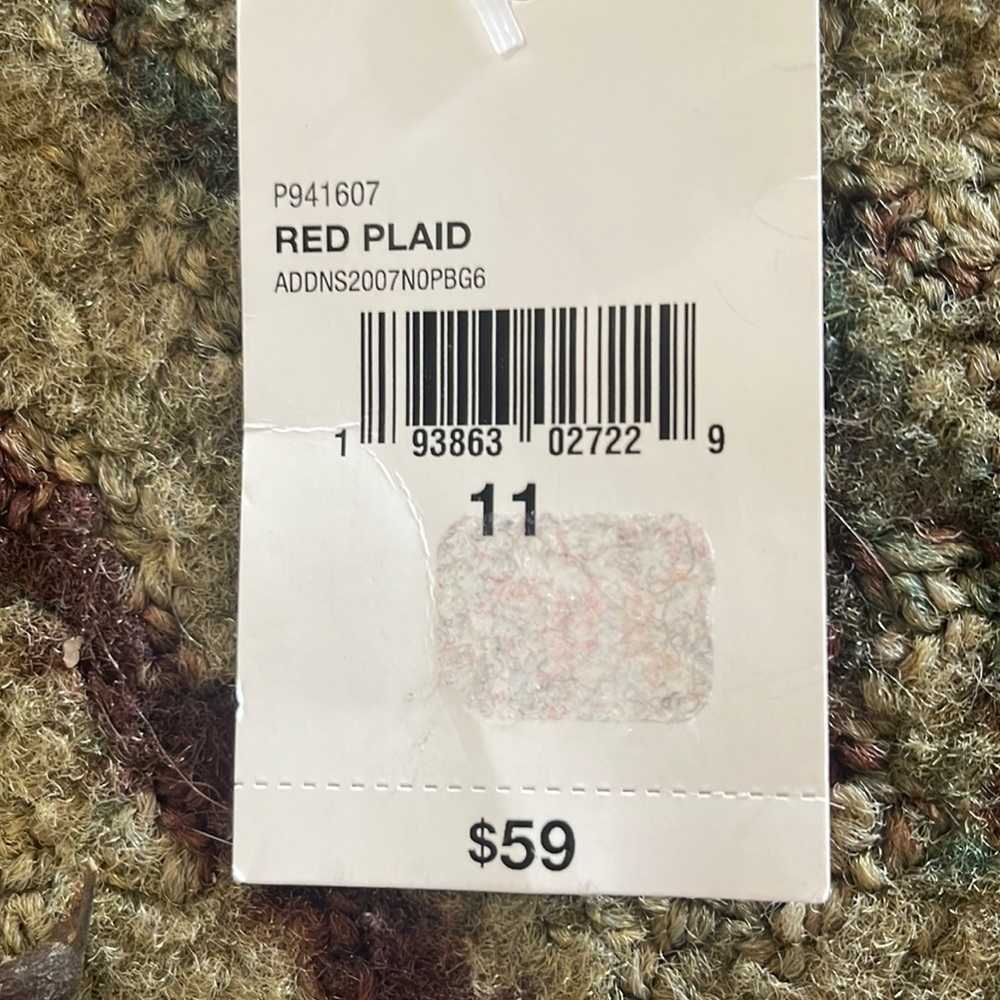 P941607
RED PLAID
ADDNS2007N0PBG6
1 93863 02722 9
11
$59